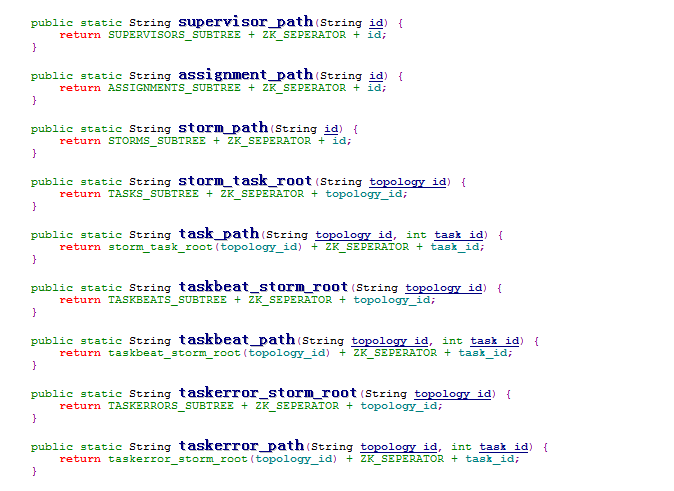 public static String supervisor_path(String id) {
    return SUPERVISORS_SUBTREE + ZK_SEPERATOR + id;
}
public static String assignment_path(String id) {
    return ASSIGNMENTS_SUBTREE + ZK_SEPERATOR + id;
}
public static String storm_path(String id) {
    return STORMS_SUBTREE + ZK_SEPERATOR + id;
}
public static String storm_task_root(String topology_id) {
    return TASKS_SUBTREE + ZK_SEPERATOR + topology_id;
}
public static String task_path(String topology_id, int task_id) {
    return storm_task_root(topology_id) + ZK_SEPERATOR + task_id;
}
public static String taskbeat_storm_root(String topology_id) {
    return TASKBEATS_SUBTREE + ZK_SEPERATOR + topology_id;
}
public static String taskbeat_path(String topology_id, int task_id) {
    return taskbeat_storm_root(topology_id) + ZK_SEPERATOR + task_id;
}
public static String taskerror_storm_root(String topology_id) {
    return TASKERRORS_SUBTREE + ZK_SEPERATOR + topology_id;
}
public static String taskerror_path(String topology_id, int task_id) {
    return taskerror_storm_root(topology_id) + ZK_SEPERATOR + task_id;
}